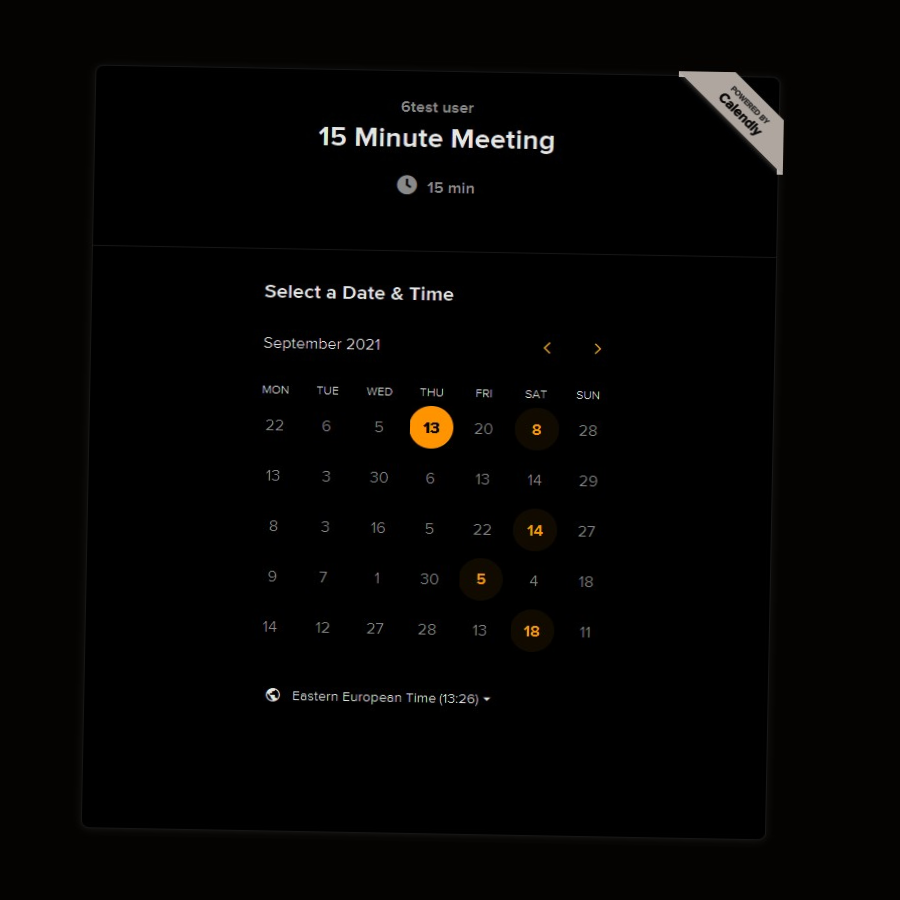 POWERED BY
Calendly
6test user
15 Minute Meeting
15 min
Select a Date & Time
September 2021
MON TUE WED THU FRI SAT SUN
22 6 5 13 20 8 28
13 3 30 6 13 14 29
8 3 16 5 22 14 27
9 7 1 30 5 4 18
14 12 27 28 13 18 11
Eastern European Time (13:26)